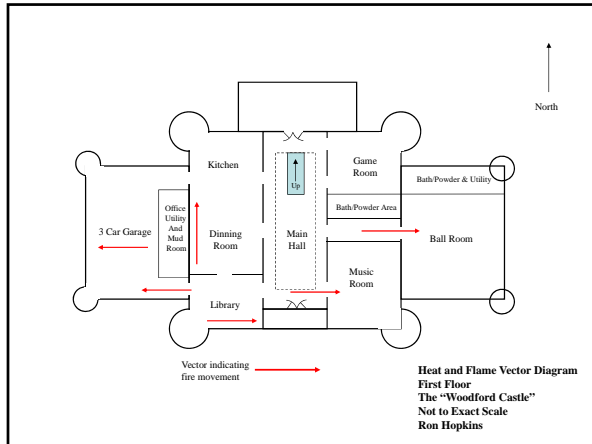 North
Kitchen
Game
Room
Up
Bath/Powder & Utility
Office
Utility
And
Mud
Room
Bath/Powder Area
3 Car Garage
Dinning
Room
Main
Hall
Ball Room
Music
Room
Library
Vector indicating
fire movement
Heat and Flame Vector Diagram
First Floor
The “Woodford Castle”
Not to Exact Scale
Ron Hopkins